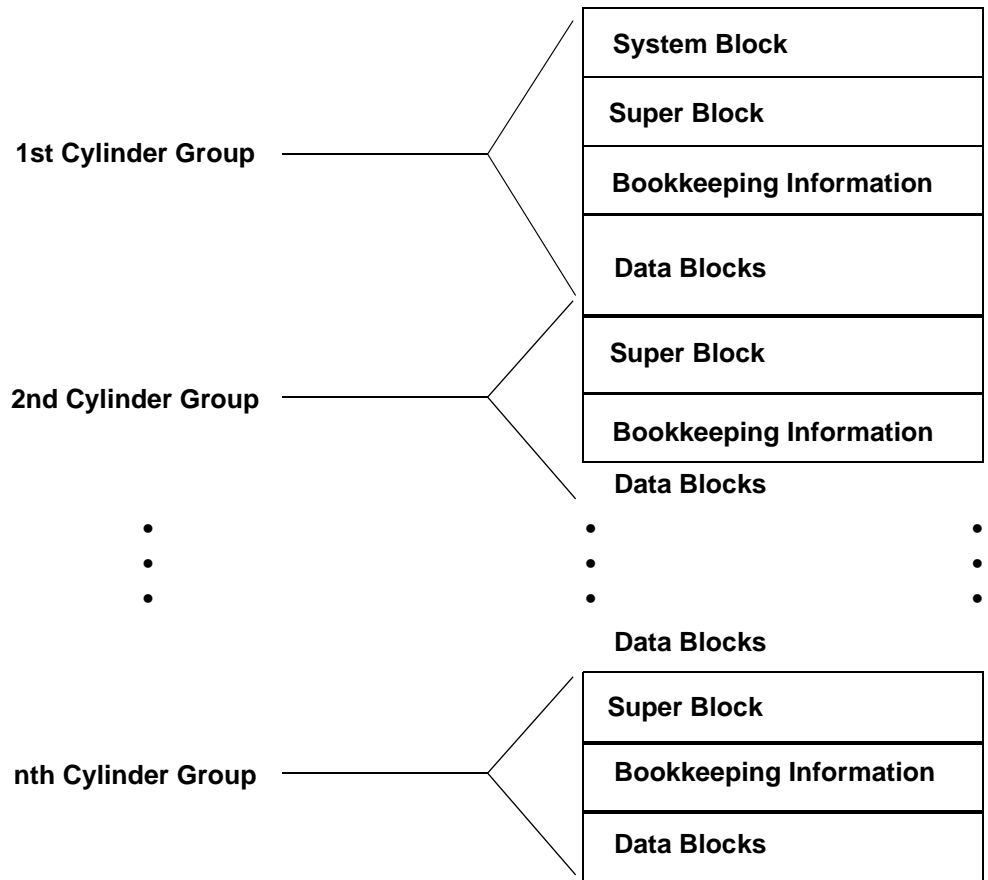 System Block
Super Block
1st Cylinder Group
Bookkeeping Information
Data Blocks
Super Block
2nd Cylinder Group
Bookkeeping Information
Data Blocks
Data Blocks
Super Block
nth Cylinder Group
Bookkeeping Information
Data Blocks